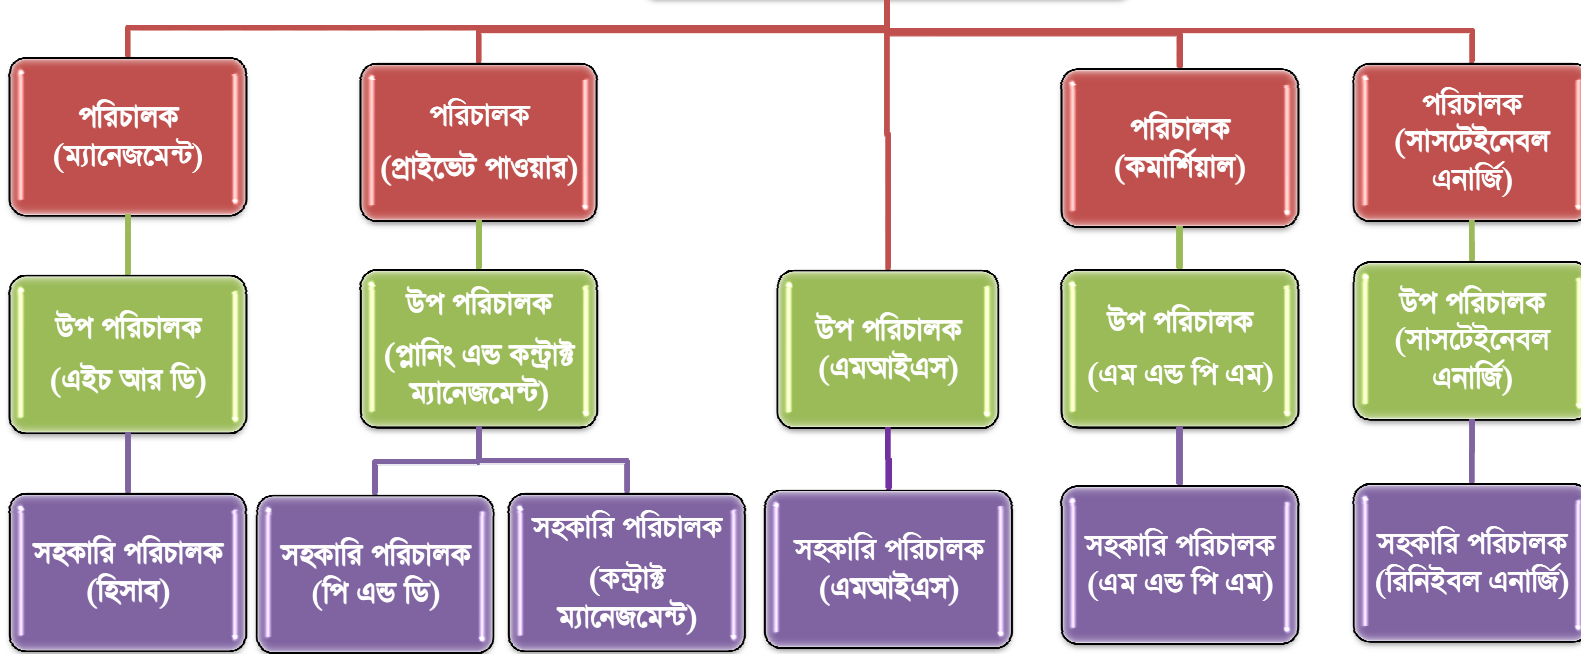 পরিচালক
(ম্যানেজমেন্ট)
পরিচালক
(প্রাইভেট পাওয়ার)
পরিচালক
(কমার্শিয়াল)
পরিচালক
(সাসটেইনেবল
এনার্জি)
উপ পরিচালক
(এইচ আর ডি)
উপ পরিচালক
(প্লানিং এন্ড কন্ট্রাক্ট
ম্যানেজমেন্ট)
উপ পরিচালক
(এমআইএস)
উপ পরিচালক
(এম এন্ড পি এম)
উপ পরিচালক
(সাসটেইনেবল
এনার্জি)
সহকারি পরিচালক
(হিসাব)
সহকারি পরিচালক
(পি এন্ড ডি)
সহকারি পরিচালক
(কন্ট্রাক্ট
ম্যানেজমেন্ট)
সহকারি পরিচালক
(এমআইএস)
সহকারি পরিচালক
(এম এন্ড পি এম)
সহকারি পরিচালক
(রিনিইবল এনার্জি)